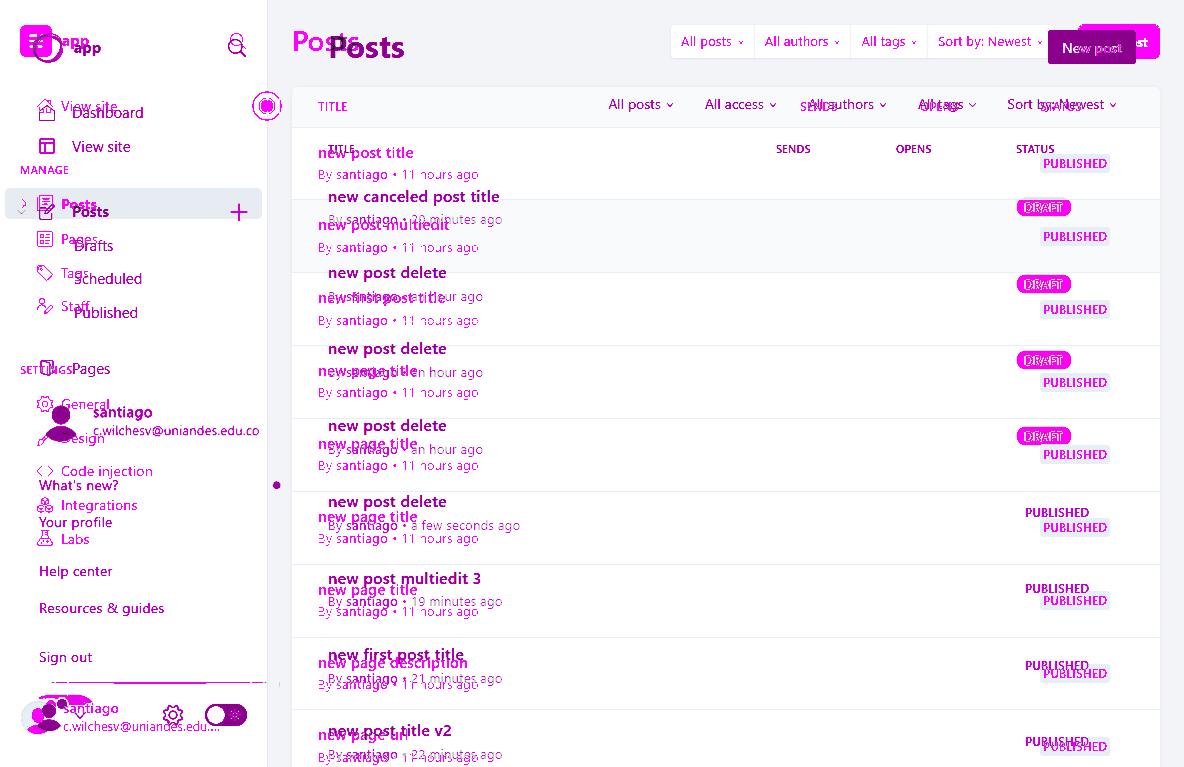 app
app
Posts
Posts
All posts
All authors
All tags
Sort by: Newest
New post
View site
Dashboard
View site
MANAGE
Posts
Posts
Pages
Drafts
Tags
Scheduled
Staff
Published
SETTINGS
Pages
General
santiago
c.wilchesv@uniandes.edu.co
Design
Code injection
What's new?
Integrations
Your profile
Labs
Help center
Resources & guides
Sign out
santiago
c.wilchesv@uniandes.edu....
TITLE
All posts
All access
SENDS
All authors
OPENS
All tags
STATUS
Sort by: Newest
TITLE
SENDS
OPENS
STATUS
new post title
PUBLISHED
By santiago • 11 hours ago
new canceled post title
DRAFT
By santiago • 20 minutes ago
new post multiedit
PUBLISHED
By santiago • 11 hours ago
new post delete
DRAFT
By santiago • an hour ago
new first post title
PUBLISHED
By santiago • 11 hours ago
new post delete
DRAFT
By santiago • an hour ago
new page title
PUBLISHED
By santiago • 11 hours ago
new post delete
DRAFT
By santiago • an hour ago
new page title
PUBLISHED
By santiago • 11 hours ago
new post delete
PUBLISHED
By santiago • a few seconds ago
new page title
PUBLISHED
By santiago • 11 hours ago
new post multiedit 3
PUBLISHED
By santiago • 19 minutes ago
new page title
PUBLISHED
By santiago • 11 hours ago
new first post title
PUBLISHED
By santiago • 21 minutes ago
new page description
PUBLISHED
By santiago • 11 hours ago
new post title v2
PUBLISHED
By santiago • 22 minutes ago
new page url
PUBLISHED
By santiago • 11 hours ago